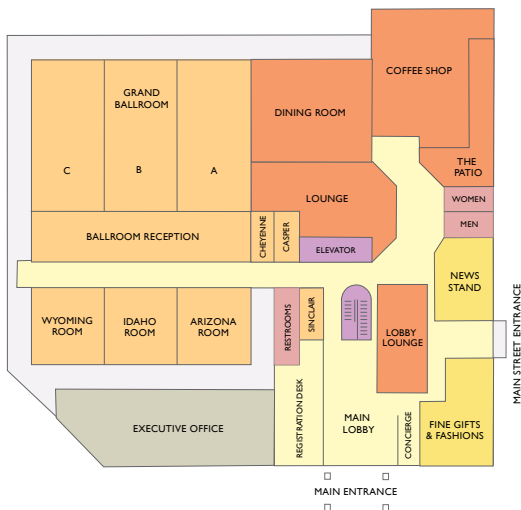 COFFEE SHOP
GRAND
BALLROOM
DINING ROOM
C
B
A
THE
PATIO
LOUNGE
WOMEN
MEN
BALLROOM RECEPTION
CHEYENNE
CASPER
ELEVATOR
NEWS
STAND
WYOMING
ROOM
IDAHO
ROOM
ARIZONA
ROOM
RESTROOMS
SINCLAIR
LOBBY
LOUNGE
MAIN STREET ENTRANCE
EXECUTIVE OFFICE
REGISTRATION DESK
MAIN
LOBBY
CONCIERGE
FINE GIFTS
& FASHIONS
MAIN ENTRANCE